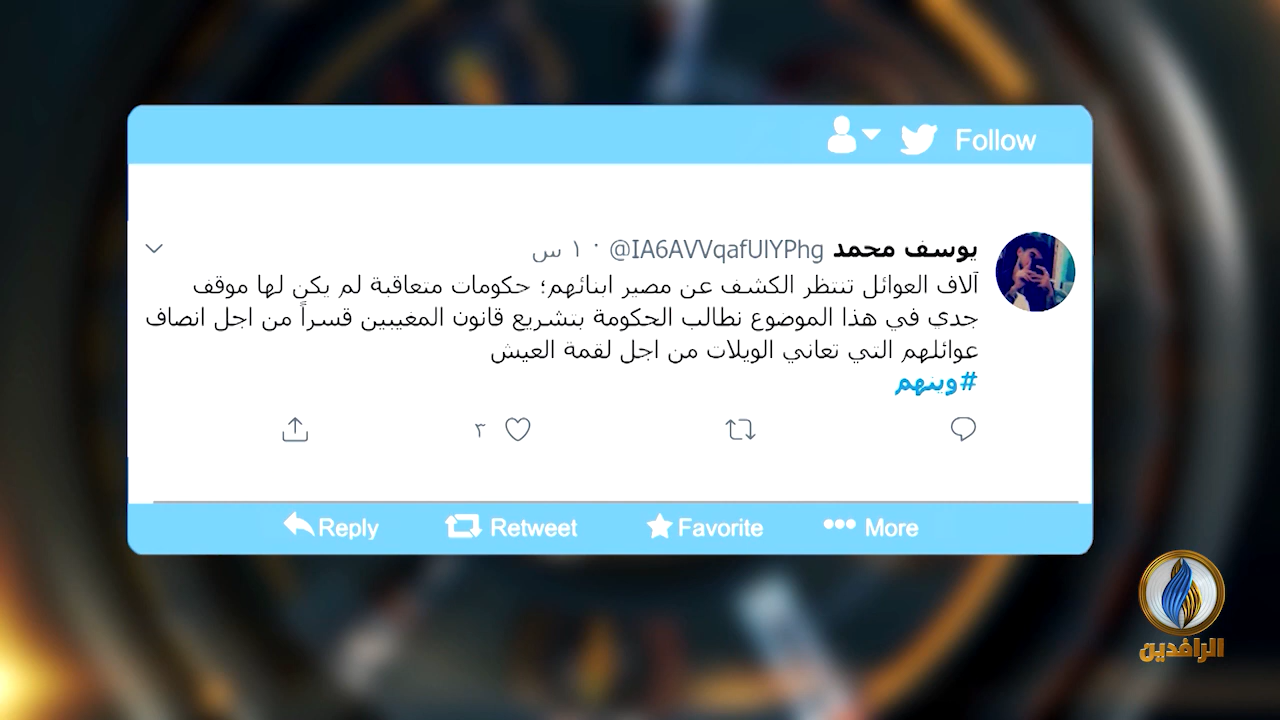 Follow
يوسف محمد @IA6AVVqafUlYPhg · ١ س
آلاف العوائل تنتظر الكشف عن مصير ابنائهم؛ حكومات متعاقبة لم يكن لها موقف
جدي في هذا الموضوع نطالب الحكومة بتشريع قانون المغيبين قسراً من اجل انصاف
عوائلهم التي تعاني الويلات من اجل لقمة العيش
#وينهم
٣
Reply Retweet Favorite More
الرافدين